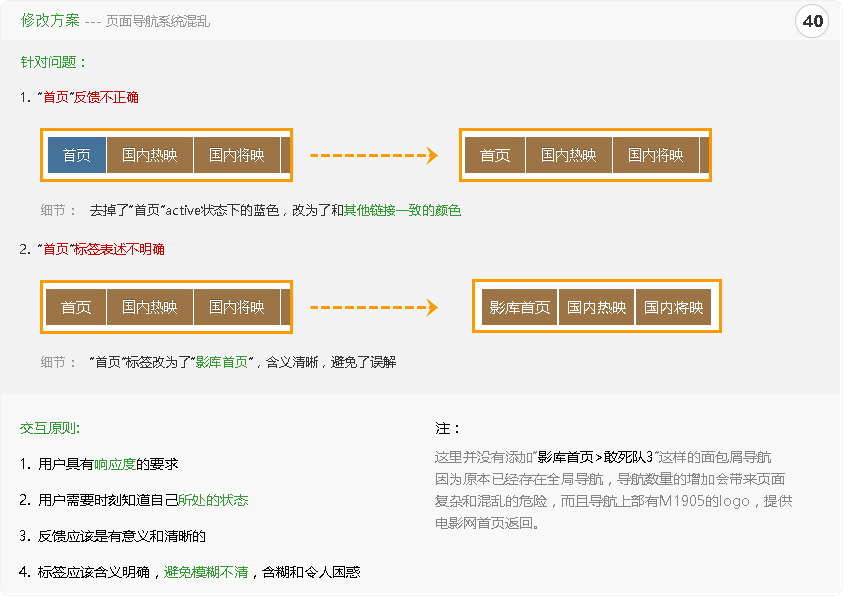 修改方案 --- 页面导航系统混乱
40
针对问题：
1. "首页"反馈不正确
首页 国内热映 国内将映
首页 国内热映 国内将映
细节： 去掉了"首页"active状态下的蓝色，改为了和其他链接一致的颜色
2. "首页"标签表述不明确
首页 国内热映 国内将映
影库首页 国内热映 国内将映
细节： "首页"标签改为了"影库首页"，含义清晰，避免了误解
交互原则:
1. 用户具有响应度的要求
2. 用户需要时刻知道自己所处的状态
3. 反馈应该是有意义和清晰的
4. 标签应该含义明确，避免模糊不清，含糊和令人困惑
注：
这里并没有添加"影库首页>敢死队3"这样的面包屑导航
因为原本已经存在全局导航，导航数量的增加会带来页面
复杂和混乱的危险，而且导航上部有M1905的logo，提供
电影网首页返回。